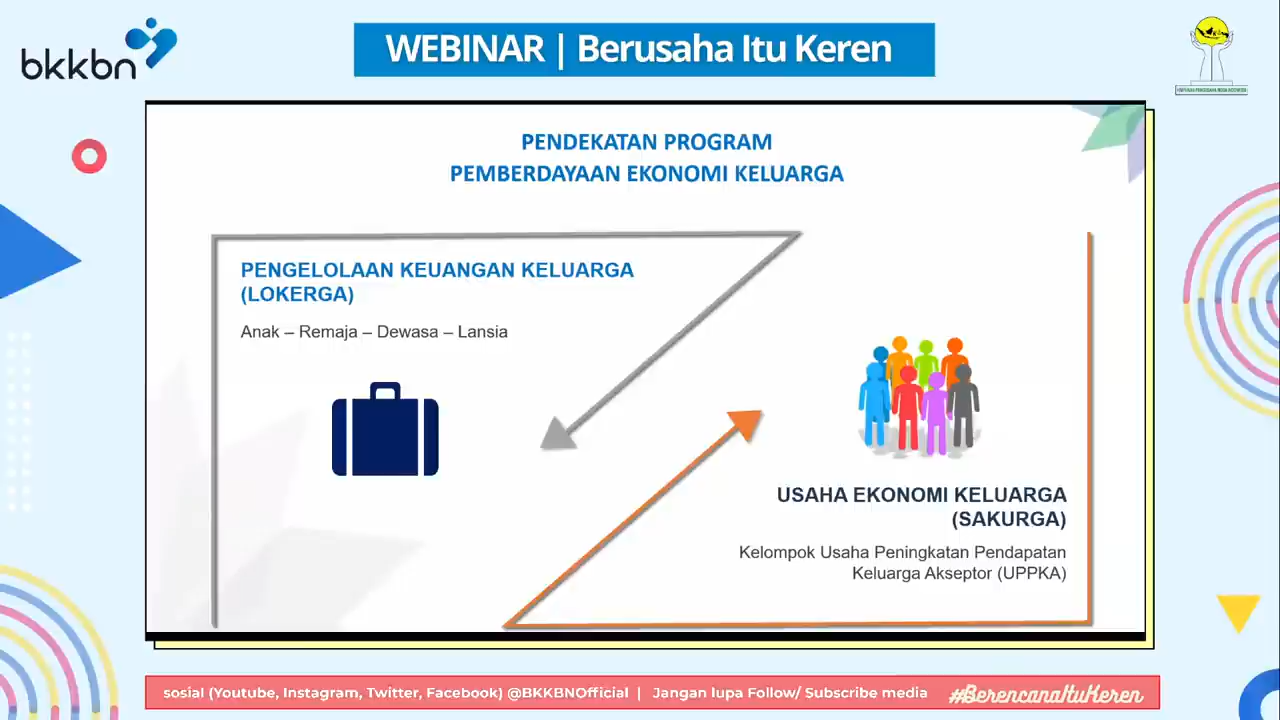 bkkbn
WEBINAR | Berusaha Itu Keren
PENDEKATAN PROGRAM
PEMBERDAYAAN EKONOMI KELUARGA
PENGELOLAAN KEUANGAN KELUARGA
(LOKERGA)
Anak – Remaja – Dewasa – Lansia
USAHA EKONOMI KELUARGA
(SAKURGA)
Kelompok Usaha Peningkatan Pendapatan
Keluarga Akseptor (UPPKA)
sosial (Youtube, Instagram, Twitter, Facebook) @BKKBNOfficial | Jangan lupa Follow/ Subscribe media
#BerencanaItuKeren